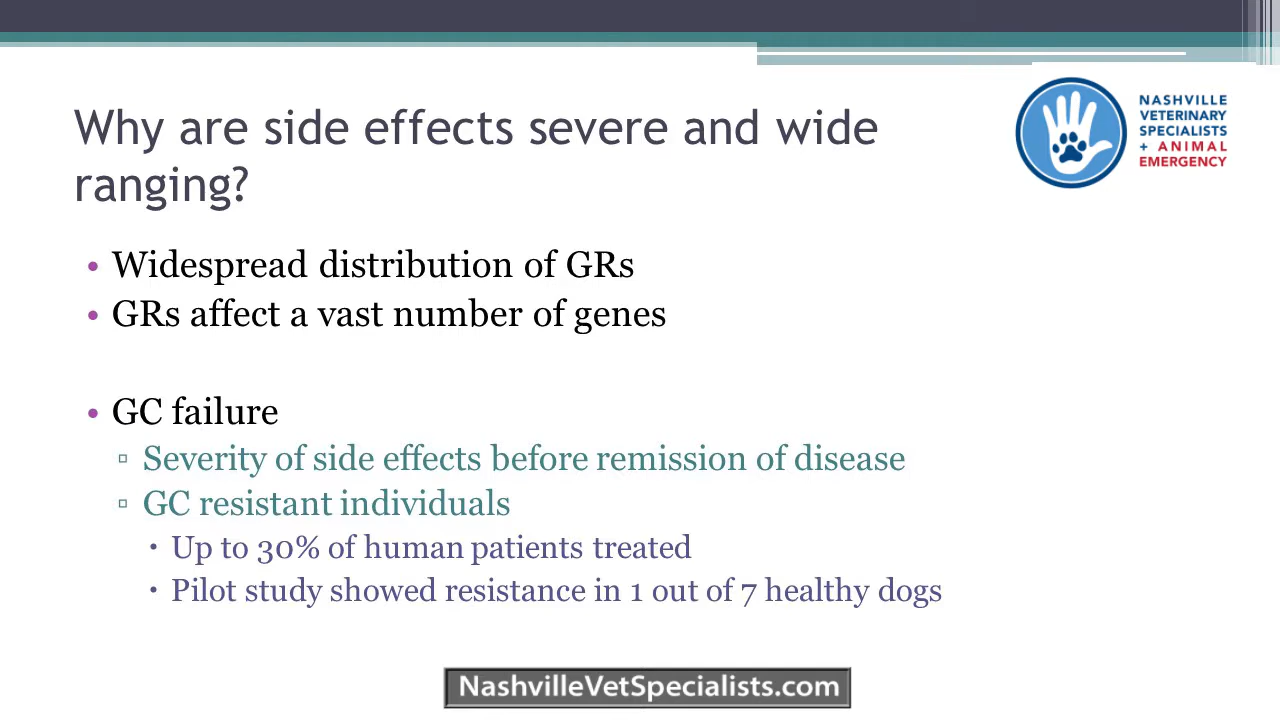 Why are side effects severe and wide
ranging?
NASHVILLE
VETERINARY
SPECIALISTS
+ ANIMAL
EMERGENCY
• Widespread distribution of GRs
• GRs affect a vast number of genes
• GC failure
▫ Severity of side effects before remission of disease
▫ GC resistant individuals
▪ Up to 30% of human patients treated
▪ Pilot study showed resistance in 1 out of 7 healthy dogs
NashvilleVetSpecialists.com